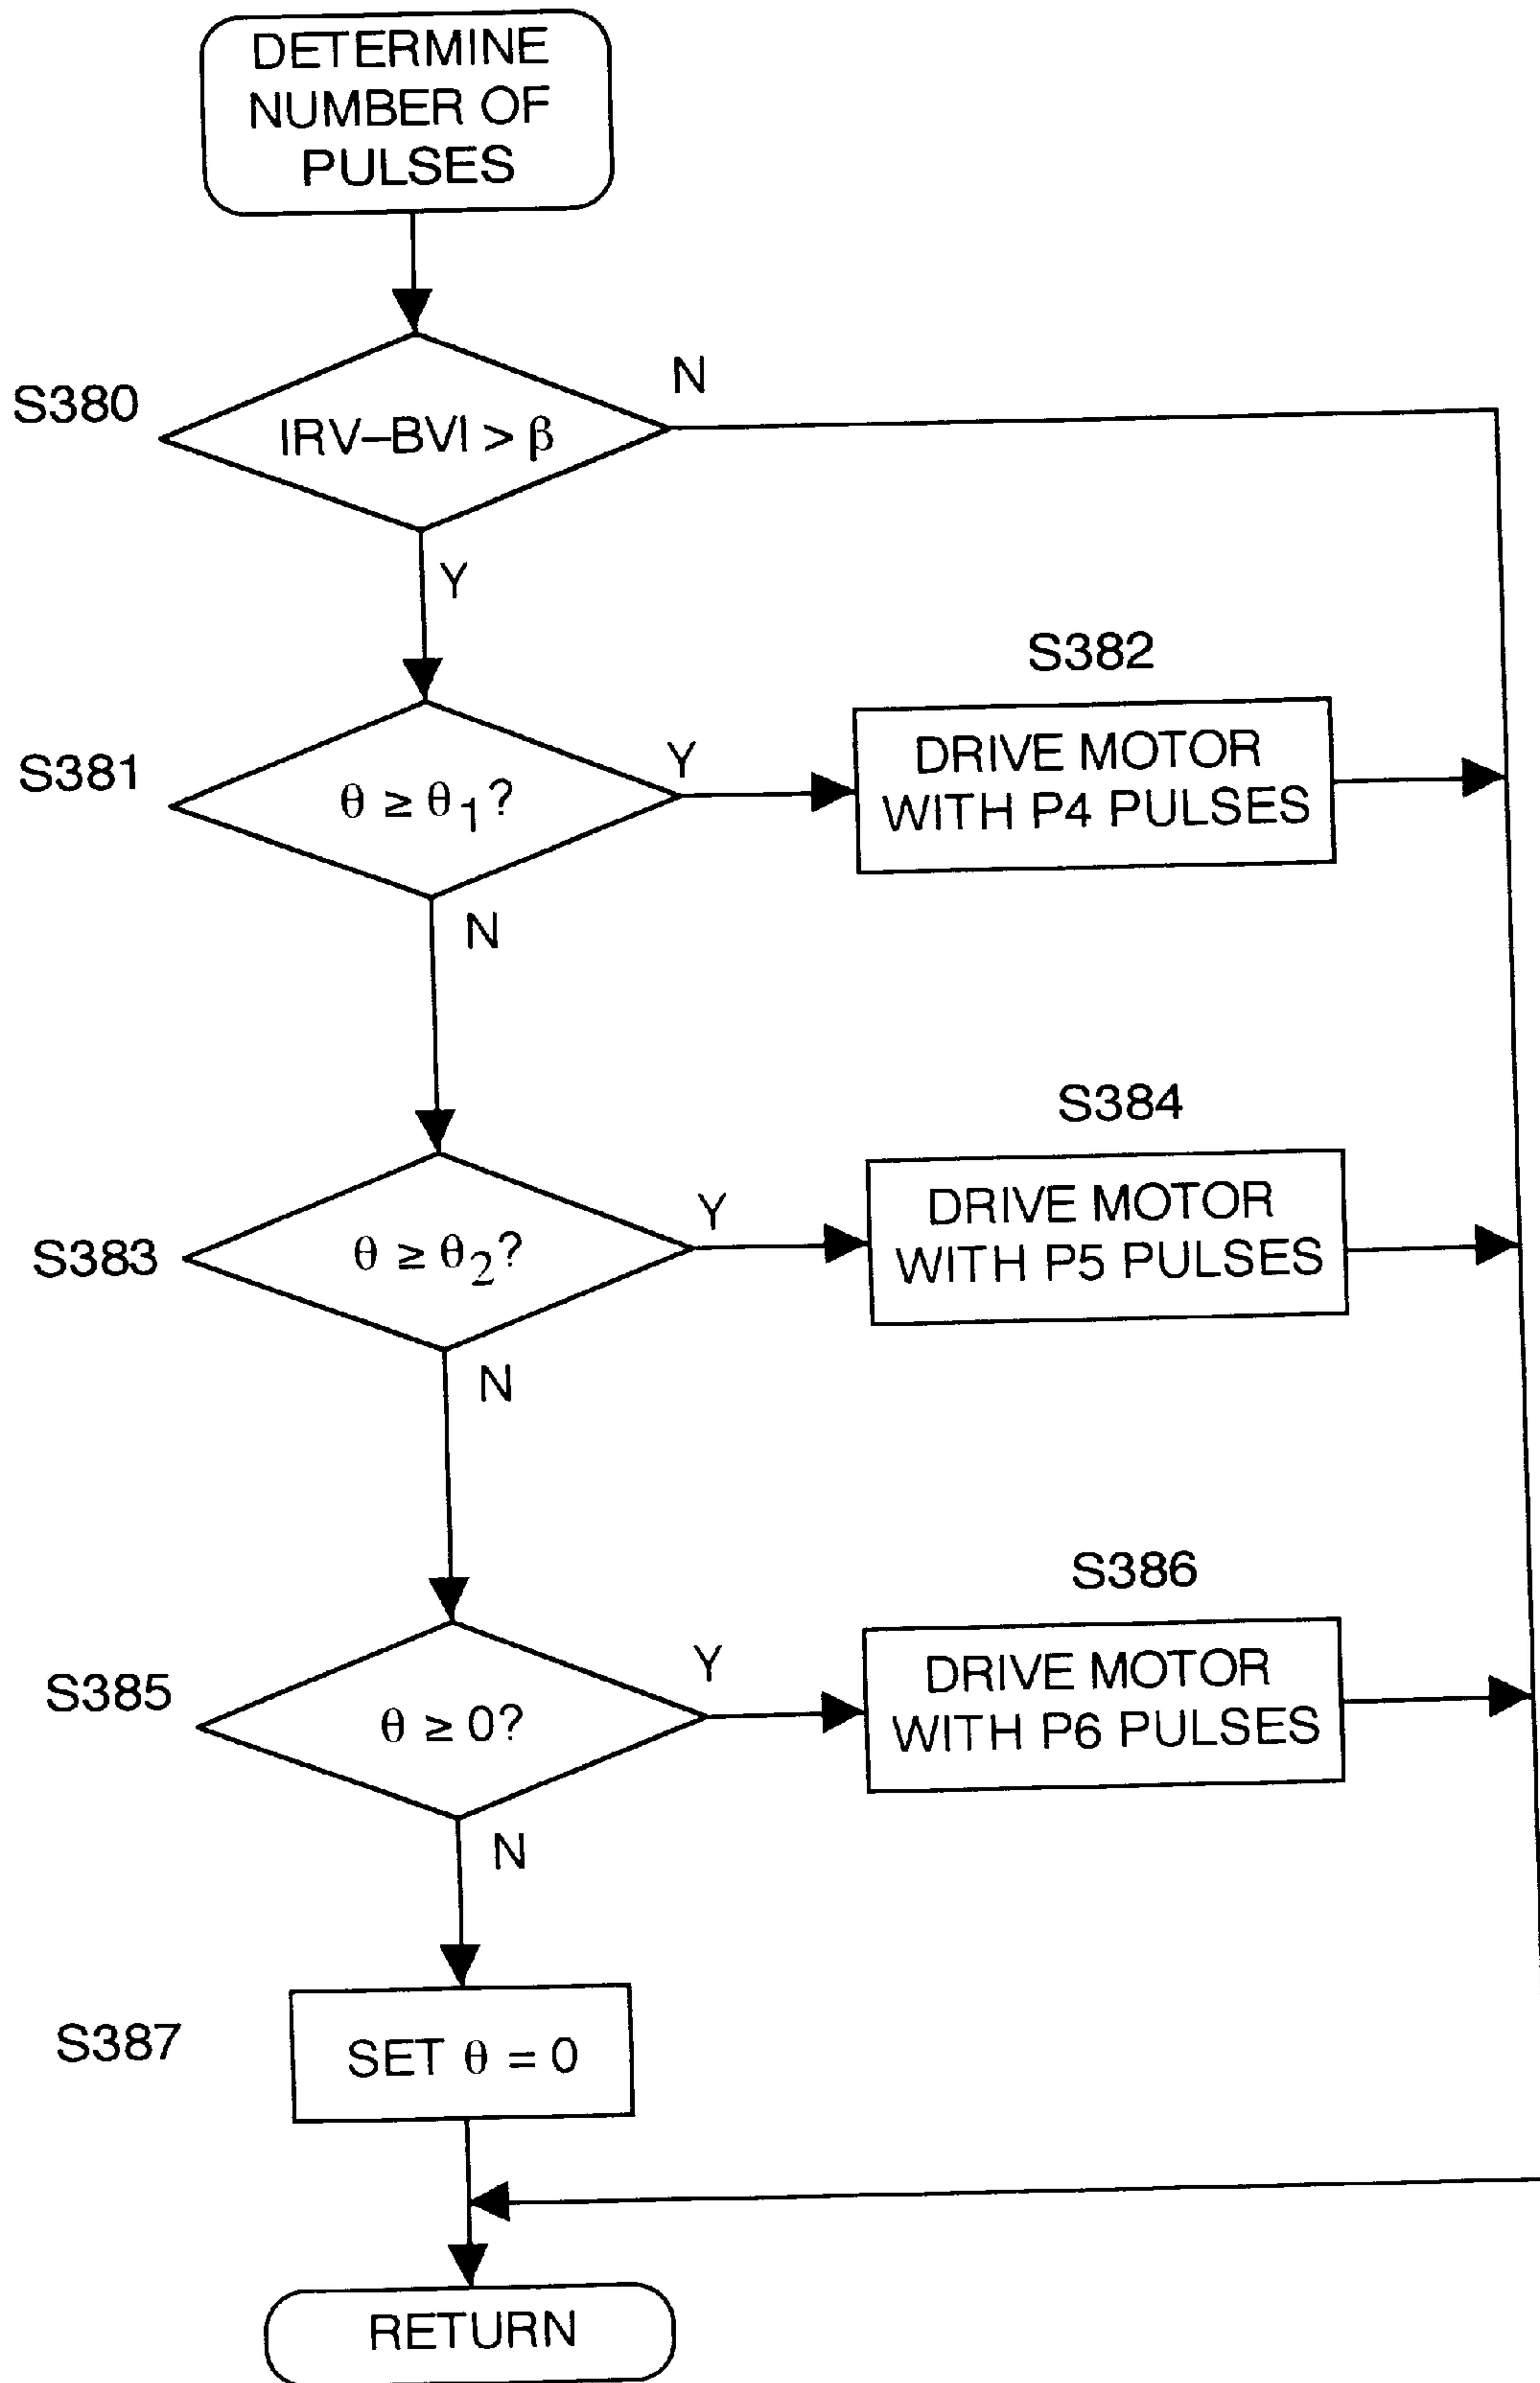 DETERMINE
NUMBER OF
PULSES
S380
IRV–BVI > β
N
Y
S381
θ ≥ θ1?
Y
S382
DRIVE MOTOR
WITH P4 PULSES
N
S383
θ ≥ θ2?
Y
S384
DRIVE MOTOR
WITH P5 PULSES
N
S385
θ ≥ 0?
Y
S386
DRIVE MOTOR
WITH P6 PULSES
N
S387
SET θ = 0
RETURN